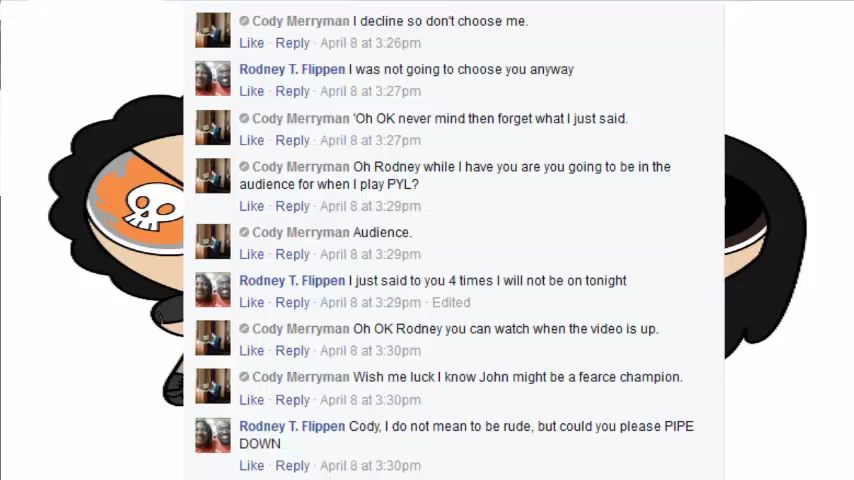 Cody Merryman I decline so don't choose me.
Like · Reply · April 8 at 3:26pm
Rodney T. Flippen I was not going to choose you anyway
Like · Reply · April 8 at 3:27pm
Cody Merryman 'Oh OK never mind then forget what I just said.
Like · Reply · April 8 at 3:27pm
Cody Merryman Oh Rodney while I have you are you going to be in the
audience for when I play PYL?
Like · Reply · April 8 at 3:29pm
Cody Merryman Audience.
Like · Reply · April 8 at 3:29pm
Rodney T. Flippen I just said to you 4 times I will not be on tonight
Like · Reply · April 8 at 3:29pm · Edited
Cody Merryman Oh OK Rodney you can watch when the video is up.
Like · Reply · April 8 at 3:30pm
Cody Merryman Wish me luck I know John might be a fearce champion.
Like · Reply · April 8 at 3:30pm
Rodney T. Flippen Cody, I do not mean to be rude, but could you please PIPE
DOWN
Like · Reply · April 8 at 3:30pm